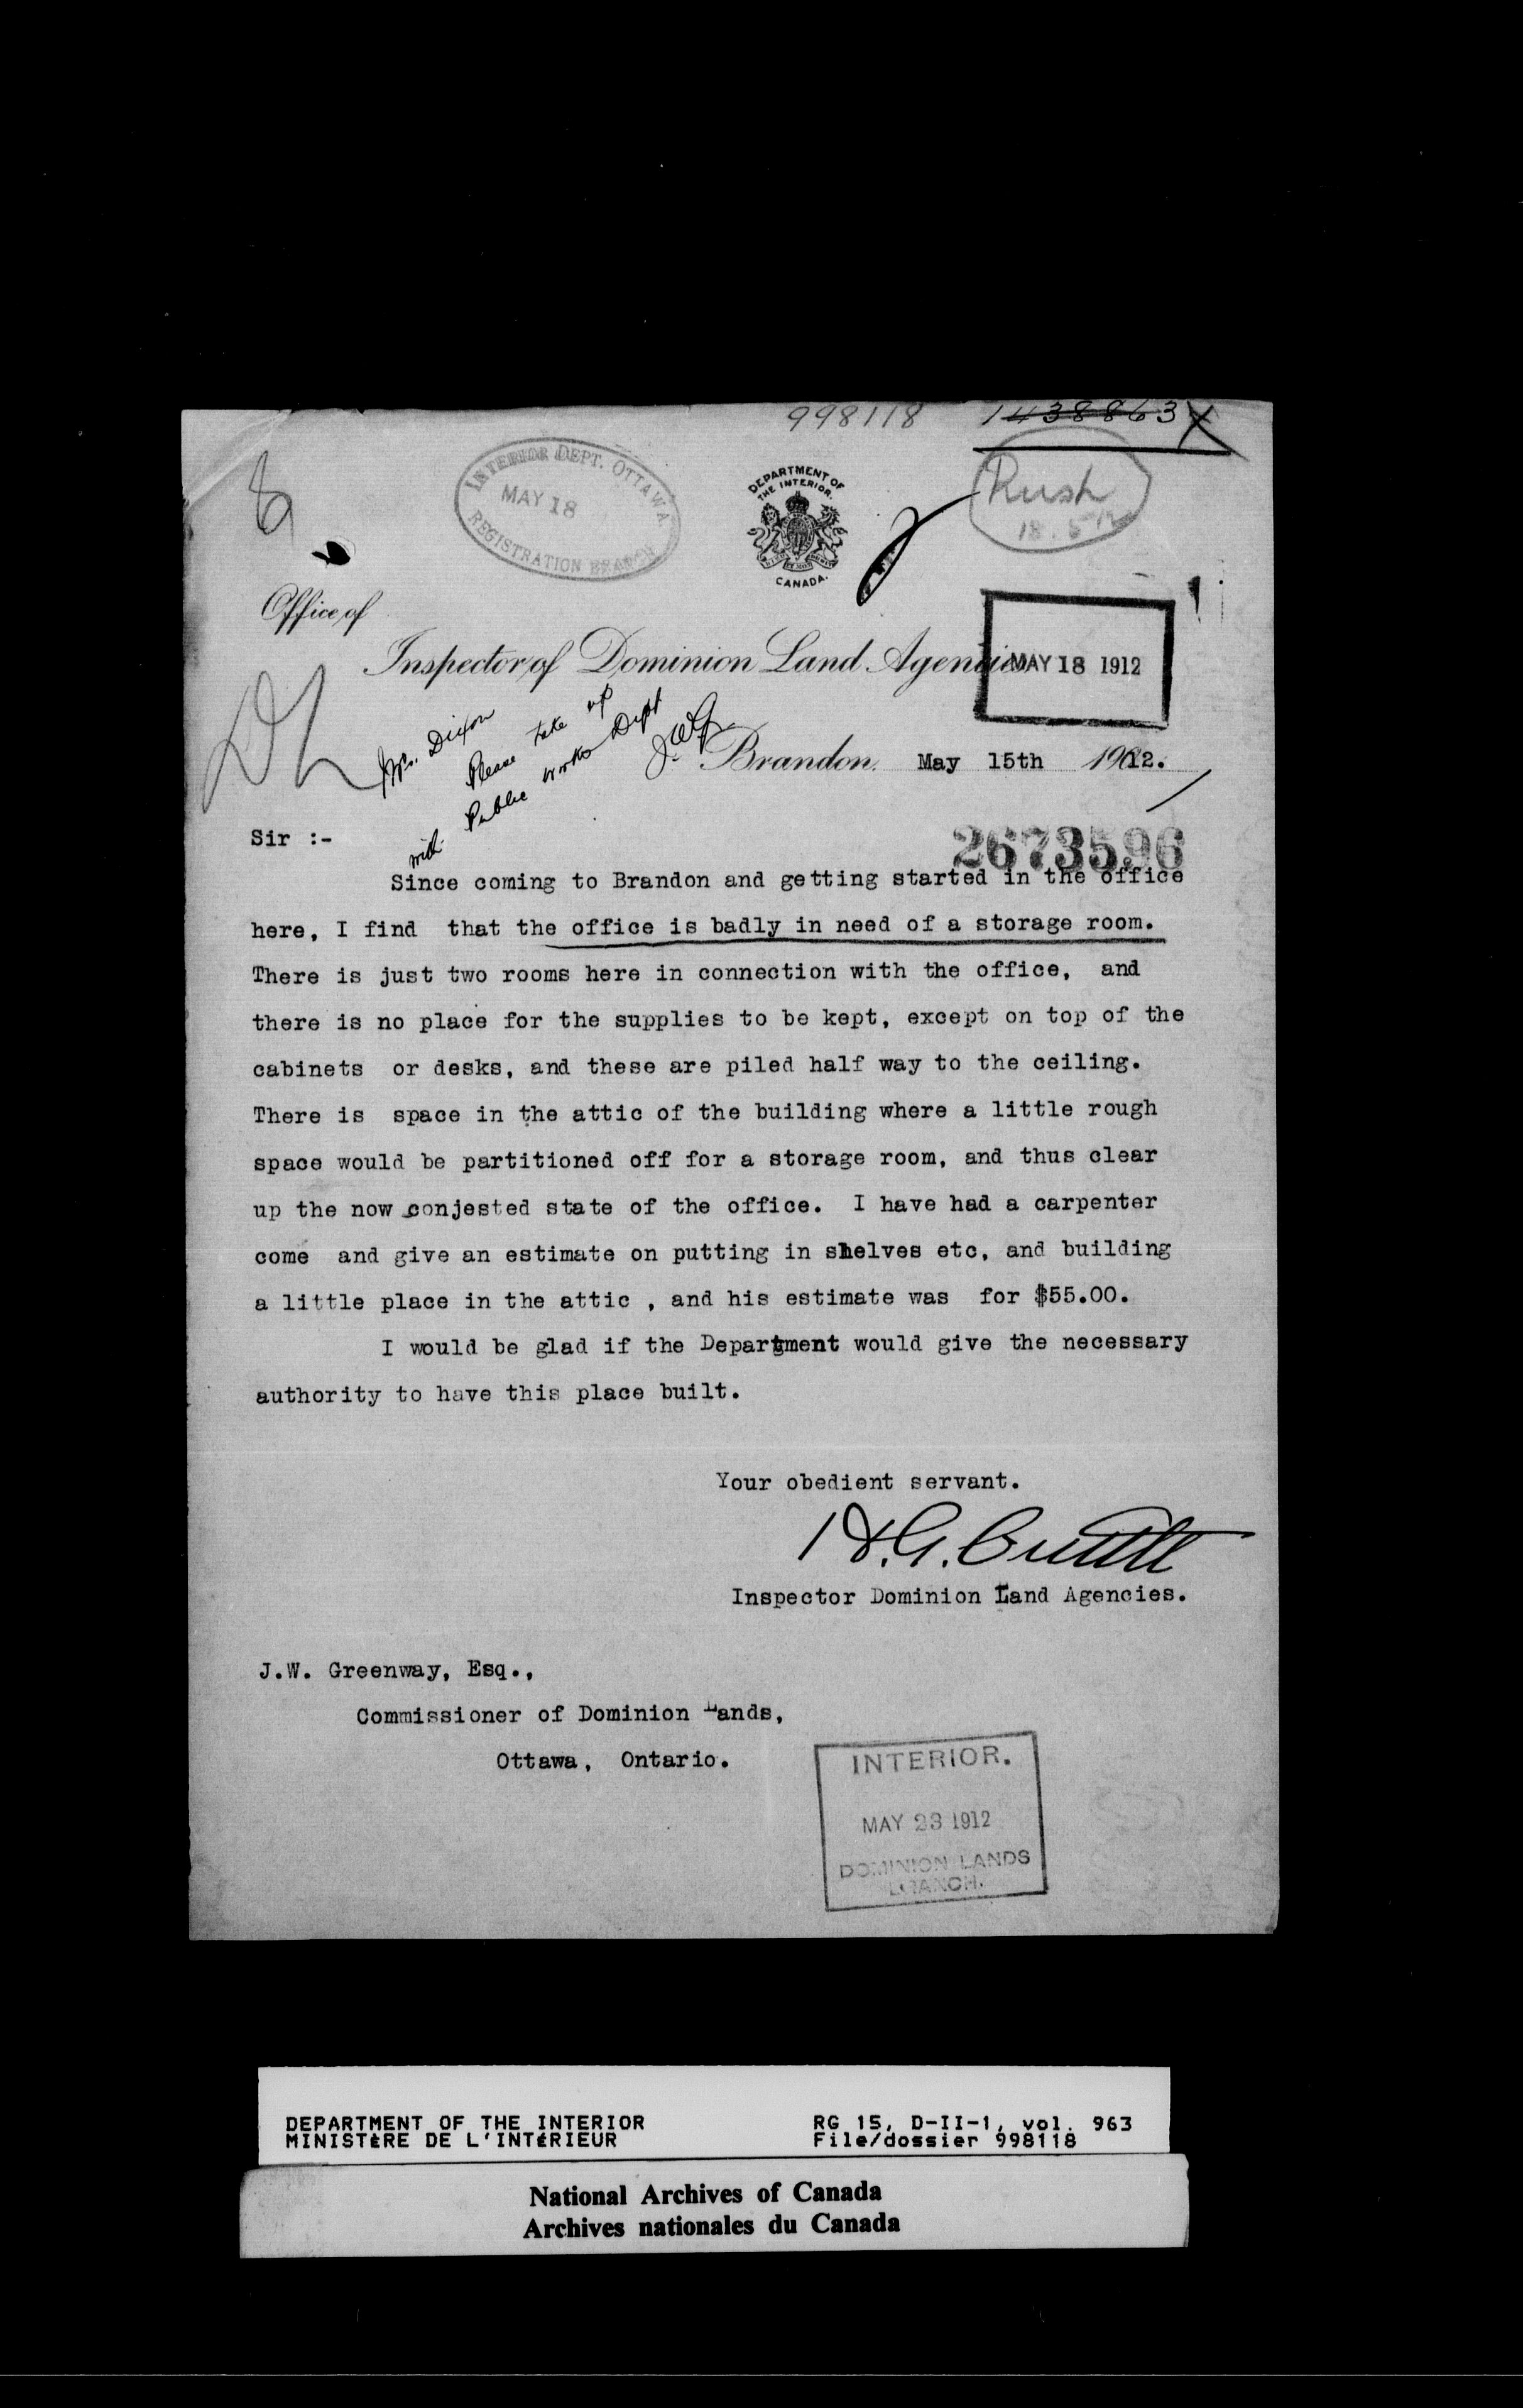 998118 1438863
INTERIOR DEPT. OTTAWA.
MAY 18
REGISTRATION BRANCH
DEPARTMENT OF
THE INTERIOR.
CANADA.
Rush
18.5.12
8
Office of
Inspector of Dominion Land Agencies
MAY 18 1912
Mr. Dixon
Please take up
with Public Works Dept
J.W.G.
Brandon. May 15th 1912.
Sir :-
2673596
Since coming to Brandon and getting started in the office
here, I find that the office is badly in need of a storage room.
There is just two rooms here in connection with the office, and
there is no place for the supplies to be kept, except on top of the
cabinets or desks, and these are piled half way to the ceiling.
There is space in the attic of the building where a little rough
space would be partitioned off for a storage room, and thus clear
up the now conjested state of the office. I have had a carpenter
come and give an estimate on putting in shelves etc, and building
a little place in the attic , and his estimate was for $55.00.
I would be glad if the Department would give the necessary
authority to have this place built.
Your obedient servant.
H.G. Cuttle
Inspector Dominion Land Agencies.
J.W. Greenway, Esq.,
Commissioner of Dominion Lands,
Ottawa, Ontario.
INTERIOR.
MAY 23 1912
DOMINION LANDS
BRANCH.
DEPARTMENT OF THE INTERIOR
MINISTÈRE DE L'INTÉRIEUR
RG 15, D-II-1, vol. 963
File/dossier 998118
National Archives of Canada
Archives nationales du Canada